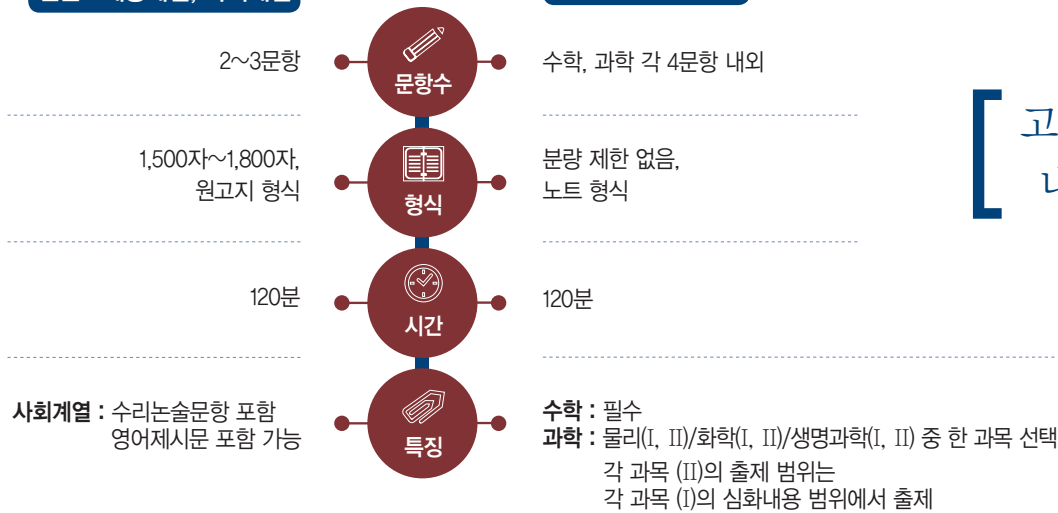 2~3문항
문항수
수학, 과학 각 4문항 내외
1,500자~1,800자,
원고지 형식
형식
분량 제한 없음,
노트 형식
120분
시간
120분
사회계열 : 수리논술문항 포함
영어제시문 포함 가능
특징
수학 : 필수
과학 : 물리(I, II)/화학(I, II)/생명과학(I, II) 중 한 과목 선택
각 과목 (II)의 출제 범위는
각 과목 (I)의 심화내용 범위에서 출제
고